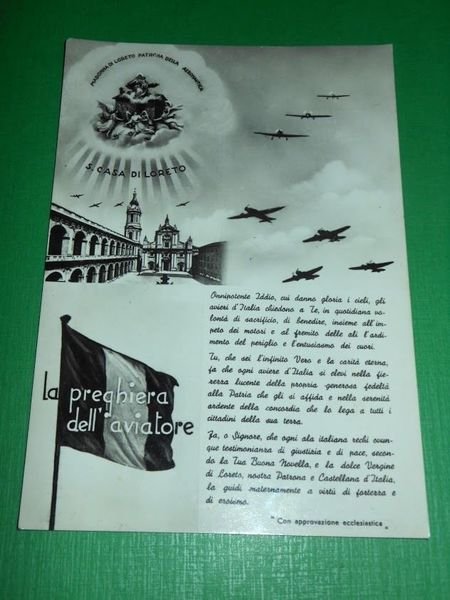 MADONNA DI LORETO PATRONA DELLA AERONAUTICA
S. CASA DI LORETO
Onnipotente Iddio, cui danno gloria i cieli, gli
avieri d'Italia chiedono a Te, in quotidiana vo-
lontà di sacrificio, di benedire, insieme all'im-
peto dei motori e al fremito delle ali l'ardi-
mento del periglio e l'entusiasmo dei cuori.
Tu, che sei l'infinito Vero e la carità eterna,
fa che ogni aviere d'Italia si elevi nella fie-
rezza lucente della propria generosa fedeltà
alla Patria che gli si affida e nella serenità
ardente della concordia che lo lega a tutti i
cittadini della sua terra.
Fa, o Signore, che ogni ala italiana rechi ovun-
que testimonianza di giustizia e di pace, secon-
do la Tua Buona Novella, e la dolce Vergine
di Loreto, nostra Patrona e Castellana d'Italia,
la guidi maternamente a virtù di fortezza e
di eroismo.
" Con approvazione ecclesiastica "
la preghiera
dell'aviatore